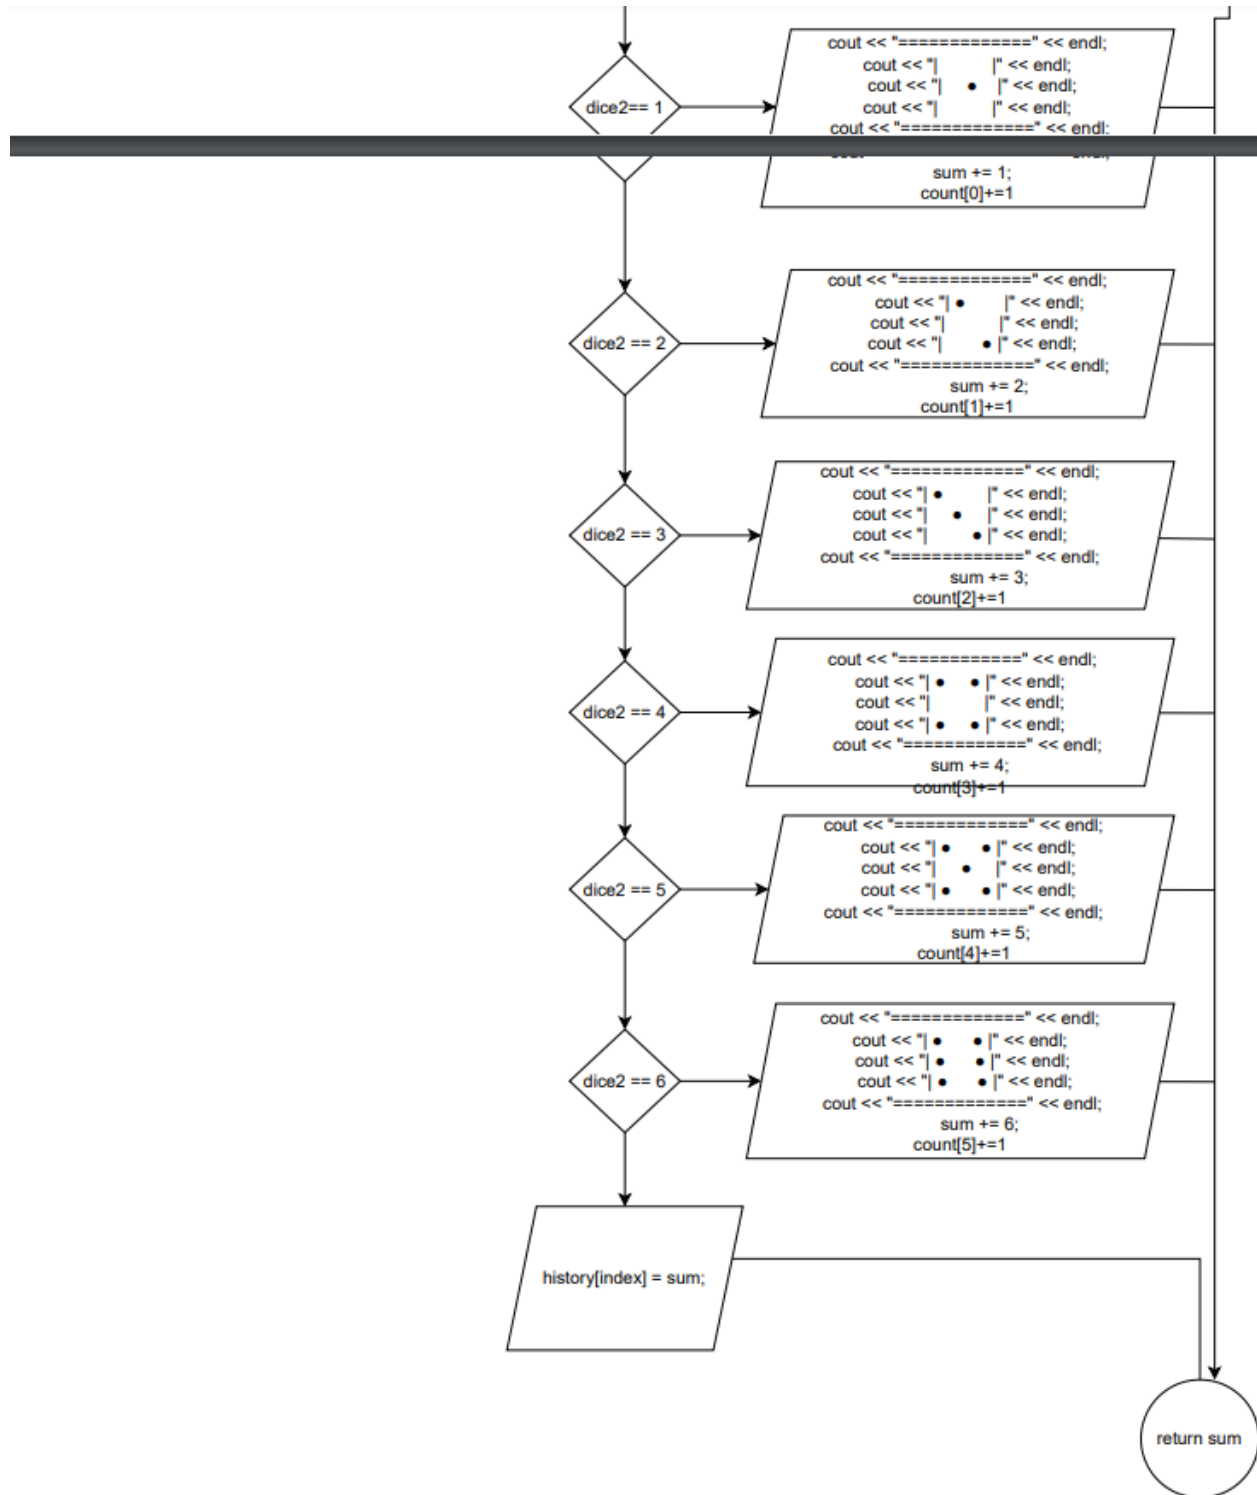 cout << "=============" << endl;
cout << "|           |" << endl;
cout << "|     ●    |" << endl;
cout << "|           |" << endl;
cout << "=============" << endl;
dice2== 1
sum += 1;
count[0]+=1
cout << "=============" << endl;
cout << "| ●        |" << endl;
cout << "|           |" << endl;
cout << "|        ● |" << endl;
cout << "=============" << endl;
dice2 == 2
sum += 2;
count[1]+=1
cout << "=============" << endl;
cout << "| ●         |" << endl;
cout << "|     ●     |" << endl;
cout << "|         ● |" << endl;
cout << "=============" << endl;
dice2 == 3
sum += 3;
count[2]+=1
cout << "============" << endl;
cout << "| ●     ● |" << endl;
cout << "|           |" << endl;
cout << "| ●     ● |" << endl;
cout << "============" << endl;
dice2 == 4
sum += 4;
count[3]+=1
cout << "=============" << endl;
cout << "| ●      ● |" << endl;
cout << "|     ●     |" << endl;
cout << "| ●      ● |" << endl;
cout << "=============" << endl;
dice2 == 5
sum += 5;
count[4]+=1
cout << "=============" << endl;
cout << "| ●      ● |" << endl;
cout << "| ●      ● |" << endl;
cout << "| ●      ● |" << endl;
cout << "=============" << endl;
dice2 == 6
sum += 6;
count[5]+=1
history[index] = sum;
return sum